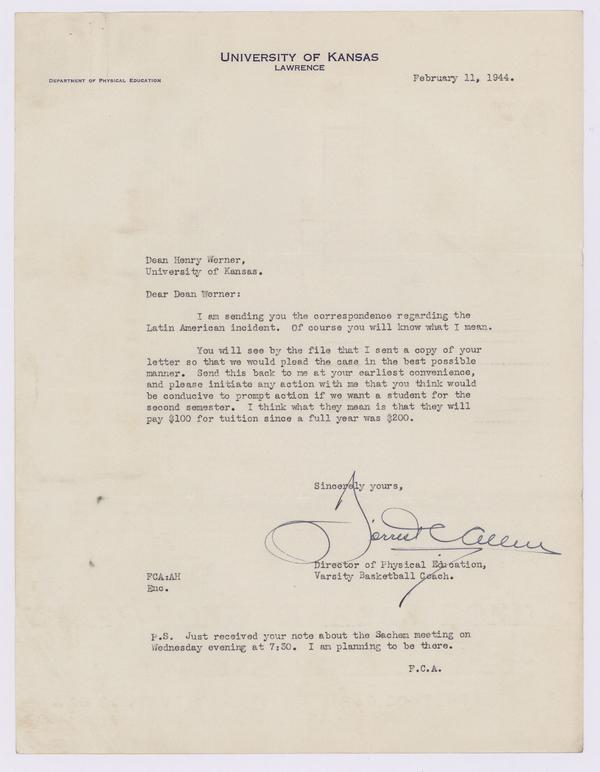 UNIVERSITY OF KANSAS
LAWRENCE
DEPARTMENT OF PHYSICAL EDUCATION
February 11, 1944.
Dean Henry Werner,
University of Kansas.
Dear Dean Werner:
I am sending you the correspondence regarding the
Latin American incident. Of course you will know what I mean.
You will see by the file that I sent a copy of your
letter so that we would plead the case in the best possible
manner. Send this back to me at your earliest convenience,
and please initiate any action with me that you think would
be conducive to prompt action if we want a student for the
second semester. I think what they mean is that they will
pay $100 for tuition since a full year was $200.
Sincerely yours,
Forrest C Allen
Director of Physical Education,
Varsity Basketball Coach.
FCA:AH
Enc.
P.S. Just received your note about the Sachem meeting on
Wednesday evening at 7:30. I am planning to be there.
F.C.A.